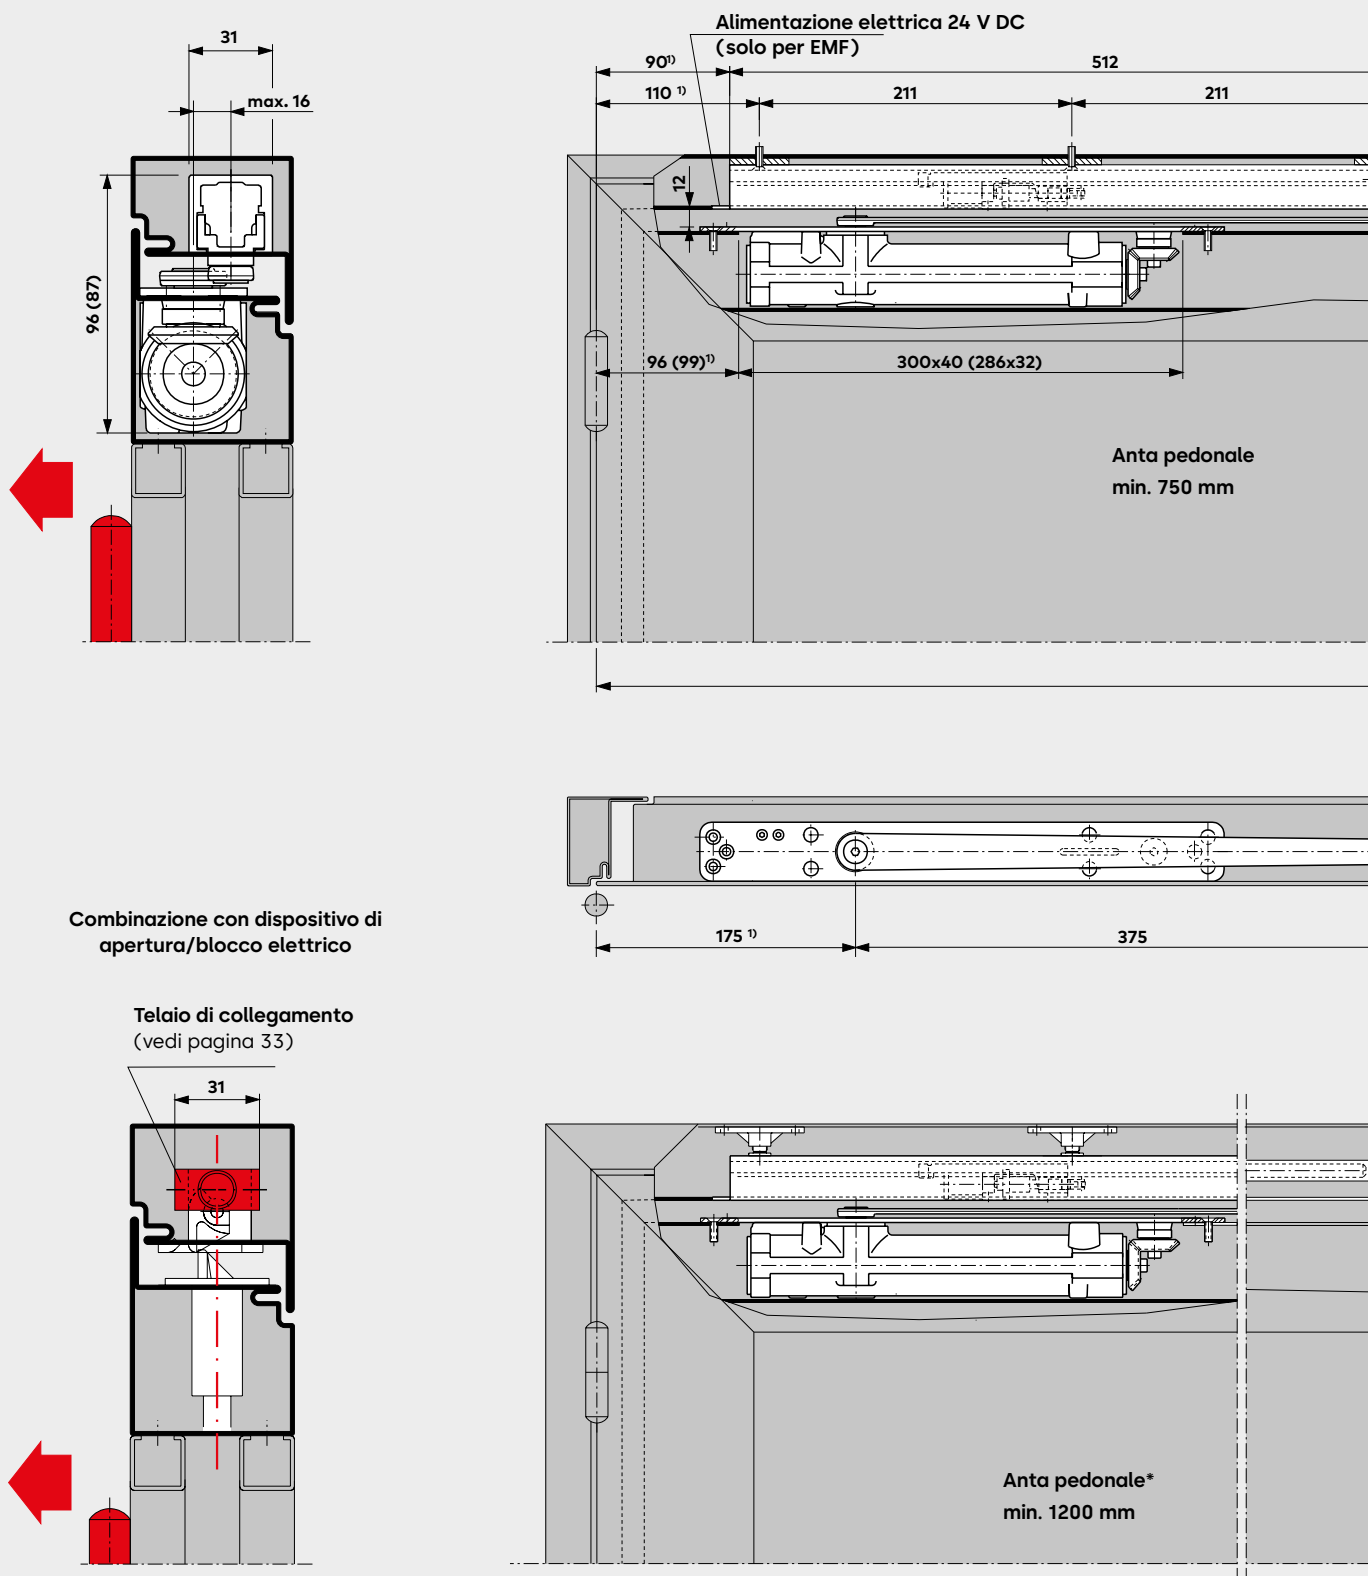 31
max. 16
96 (87)
Alimentazione elettrica 24 V DC
(solo per EMF)
90¹⁾
512
110 ¹⁾
211
211
12
96 (99)¹⁾
300x40 (286x32)
Anta pedonale
min. 750 mm
175 ¹⁾
375
Combinazione con dispositivo di
apertura/blocco elettrico
Telaio di collegamento
(vedi pagina 33)
31
Anta pedonale*
min. 1200 mm